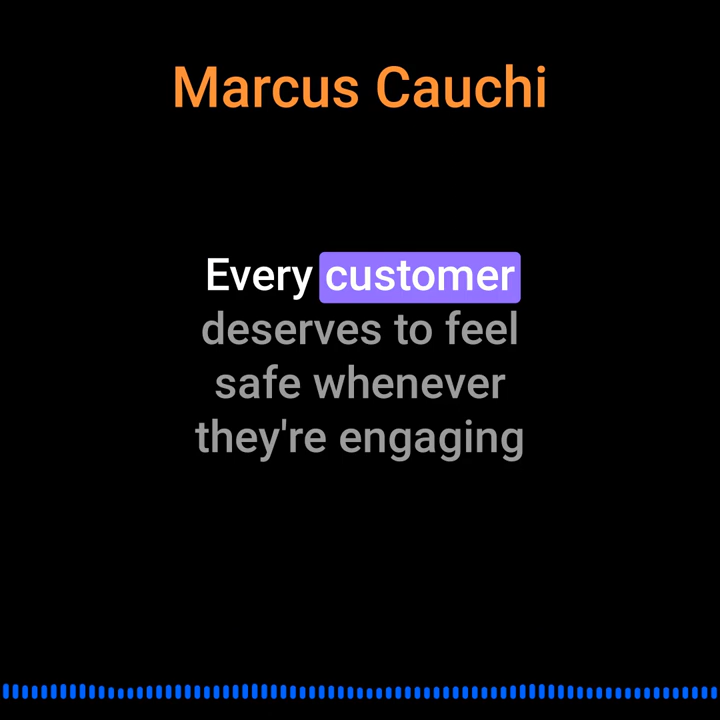 Marcus Cauchi
Every customer
deserves to feel
safe whenever
they're engaging